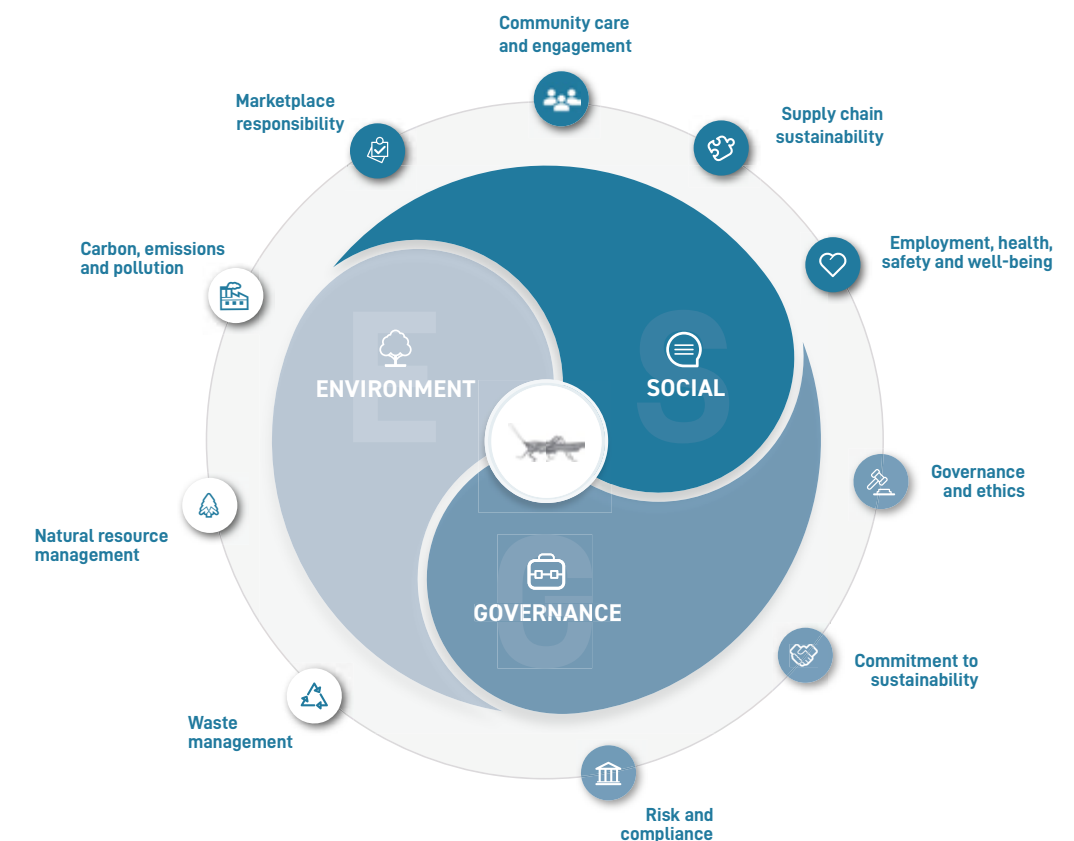 Community care
and engagement
Marketplace
responsibility
Supply chain
sustainability
Carbon, emissions
and pollution
Employment, health,
safety and well-being
E
S
ENVIRONMENT
SOCIAL
Governance
and ethics
Natural resource
management
G
GOVERNANCE
Commitment to
sustainability
Waste
management
Risk and
compliance